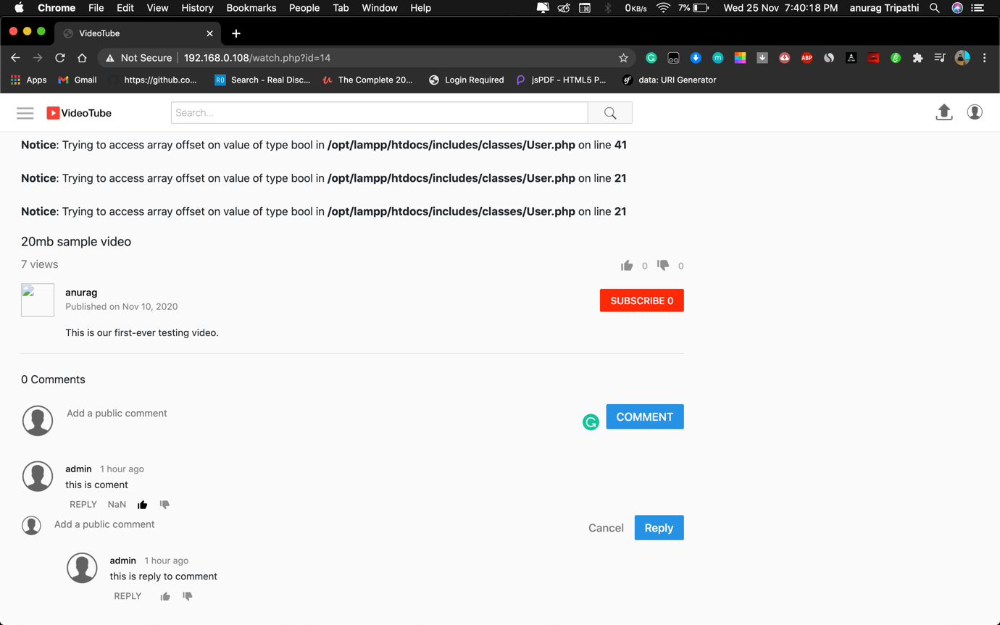 Chrome File Edit View History Bookmarks People Tab Window Help 0KB/s 7% Wed 25 Nov 7:40:18 PM anurag Tripathi
VideoTube
Not Secure 192.168.0.108/watch.php?id=14 m ABP
Apps Gmail https://github.co... RD Search - Real Disc... The Complete 20... Login Required jsPDF - HTML5 P... sf data: URI Generator
VideoTube Search...
Notice: Trying to access array offset on value of type bool in /opt/lampp/htdocs/includes/classes/User.php on line 41
Notice: Trying to access array offset on value of type bool in /opt/lampp/htdocs/includes/classes/User.php on line 21
Notice: Trying to access array offset on value of type bool in /opt/lampp/htdocs/includes/classes/User.php on line 21
20mb sample video
7 views 0 0
anurag
Published on Nov 10, 2020
SUBSCRIBE 0
This is our first-ever testing video.
0 Comments
Add a public comment COMMENT
admin 1 hour ago
this is coment
REPLY NaN
Add a public comment Cancel Reply
admin 1 hour ago
this is reply to comment
REPLY